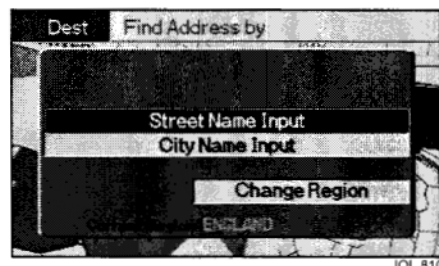 Dest Find Address by
Street Name Input
City Name Input
Change Region
ENGLAND